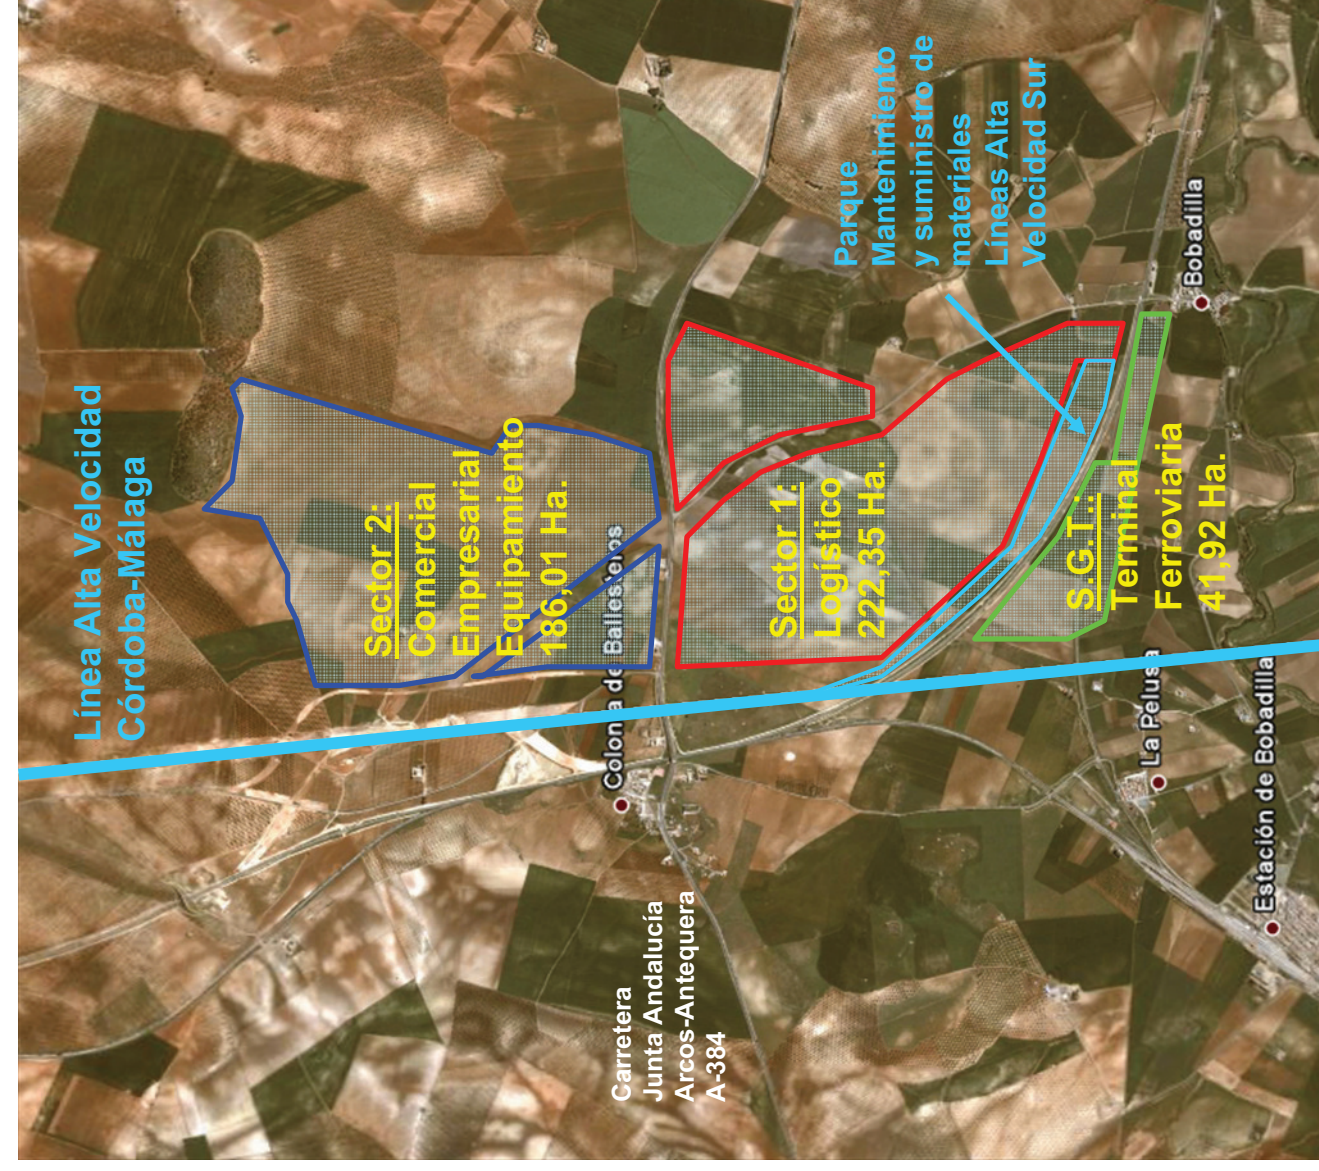 Línea Alta Velocidad
Córdoba-Málaga
Sector 2:
Comercial
Empresarial
Equipamiento
186,01 Ha.
Colonia de Ballesteros
Carretera
Junta Andalucía
Arcos-Antequera
A-384
Sector 1:
Logístico
222,35 Ha.
Parque
Mantenimiento
y suministro de
materiales
Líneas Alta
Velocidad Sur
S.G.T.:
Terminal
Ferroviaria
41,92 Ha.
La Pelusa
Bobadilla
Estación de Bobadilla